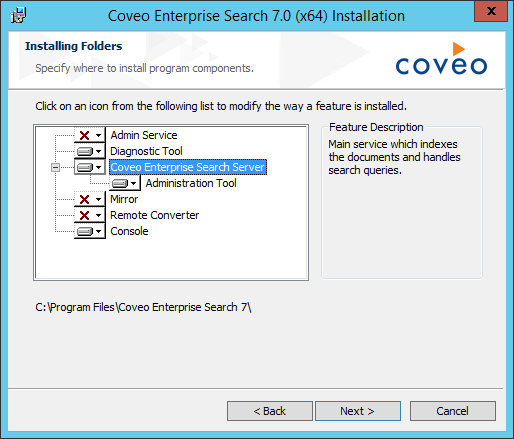 Coveo Enterprise Search 7.0 (x64) Installation
x
Installing Folders
Specify where to install program components.
coveo
Click on an icon from the following list to modify the way a feature is installed.
Admin Service
Diagnostic Tool
Coveo Enterprise Search Server
Administration Tool
Mirror
Remote Converter
Console
Feature Description
Main service which indexes
the documents and handles
search queries.
C:\Program Files\Coveo Enterprise Search 7\
< Back
Next >
Cancel